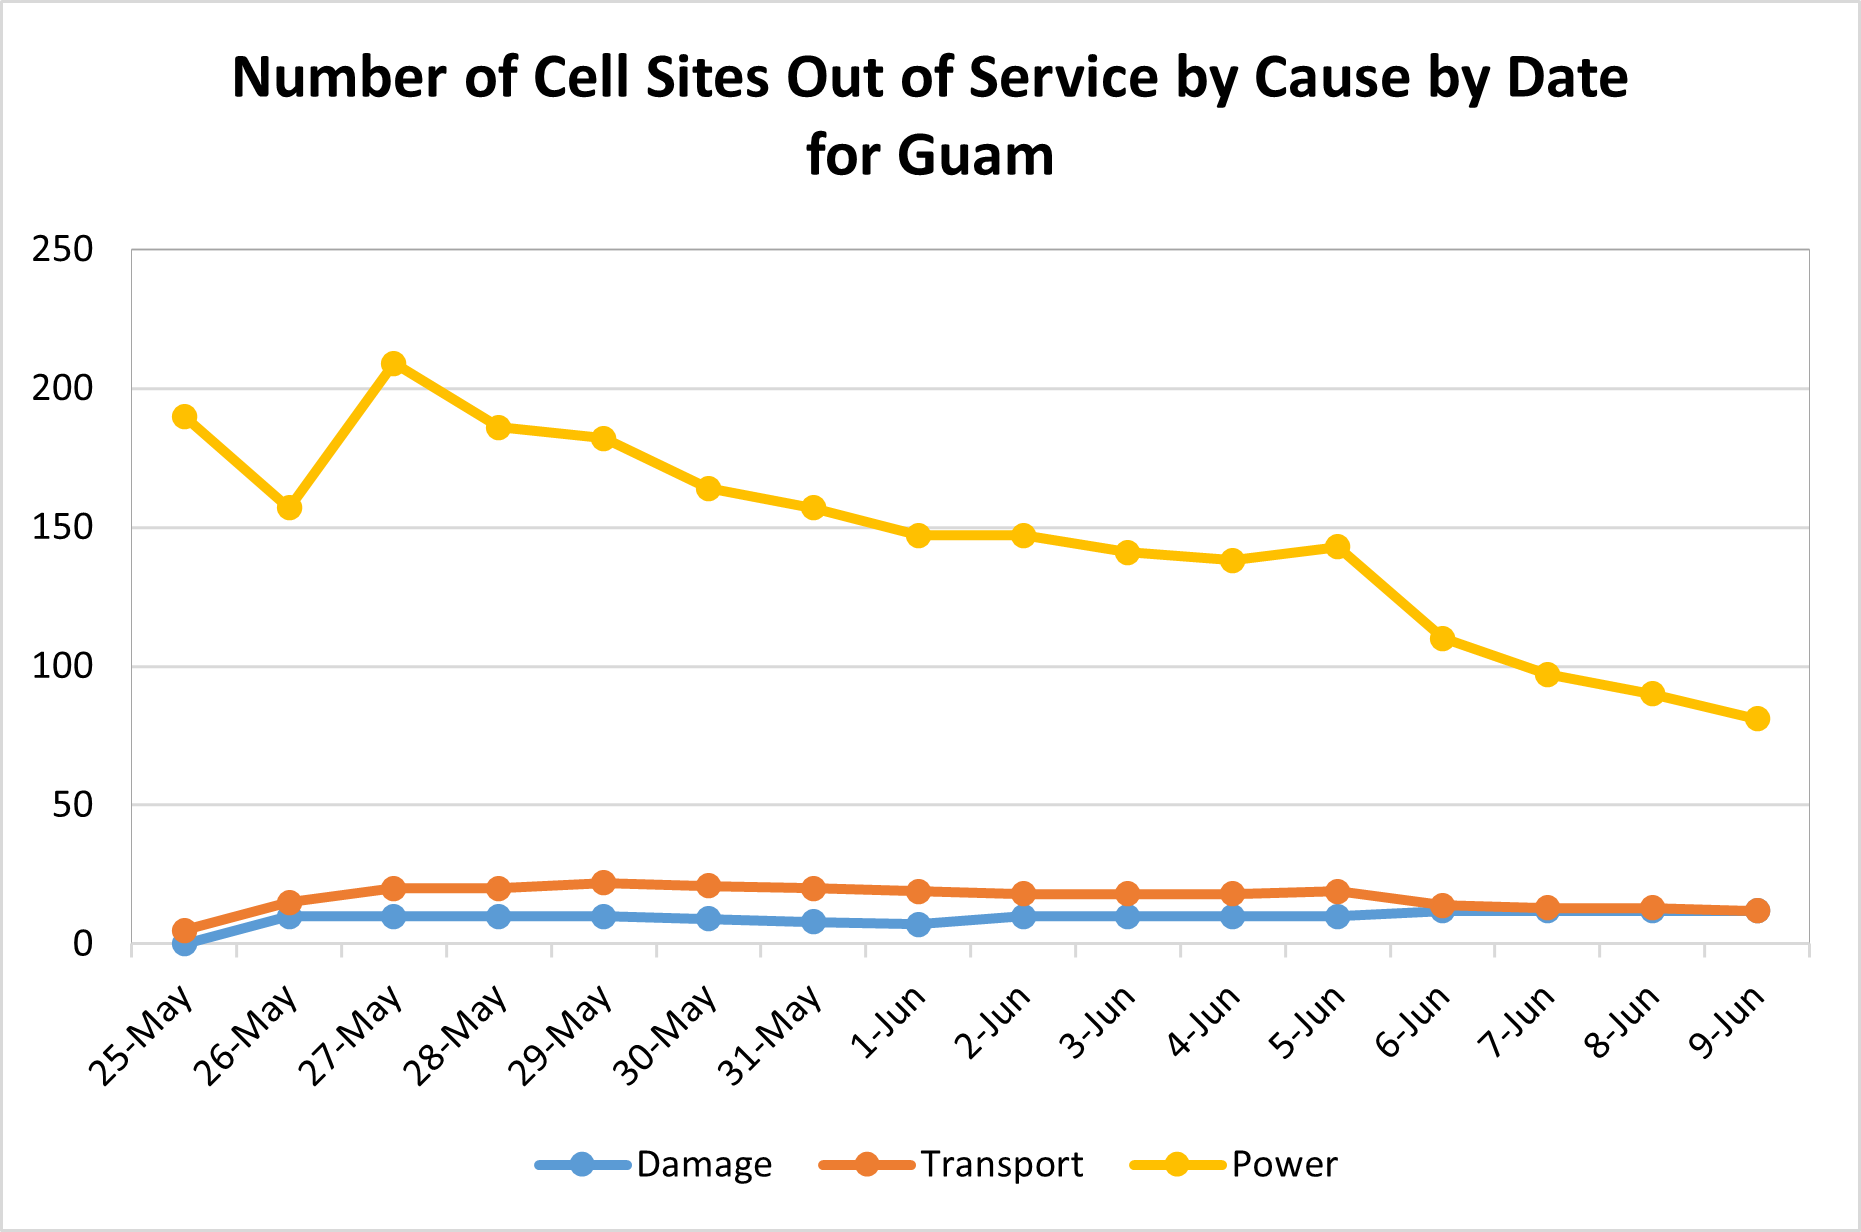 Number of Cell Sites Out of Service by Cause by Date
for Guam
250
200
150
100
50
0
25-May
26-May
27-May
28-May
29-May
30-May
31-May
1-Jun
2-Jun
3-Jun
4-Jun
5-Jun
6-Jun
7-Jun
8-Jun
9-Jun
Damage
Transport
Power